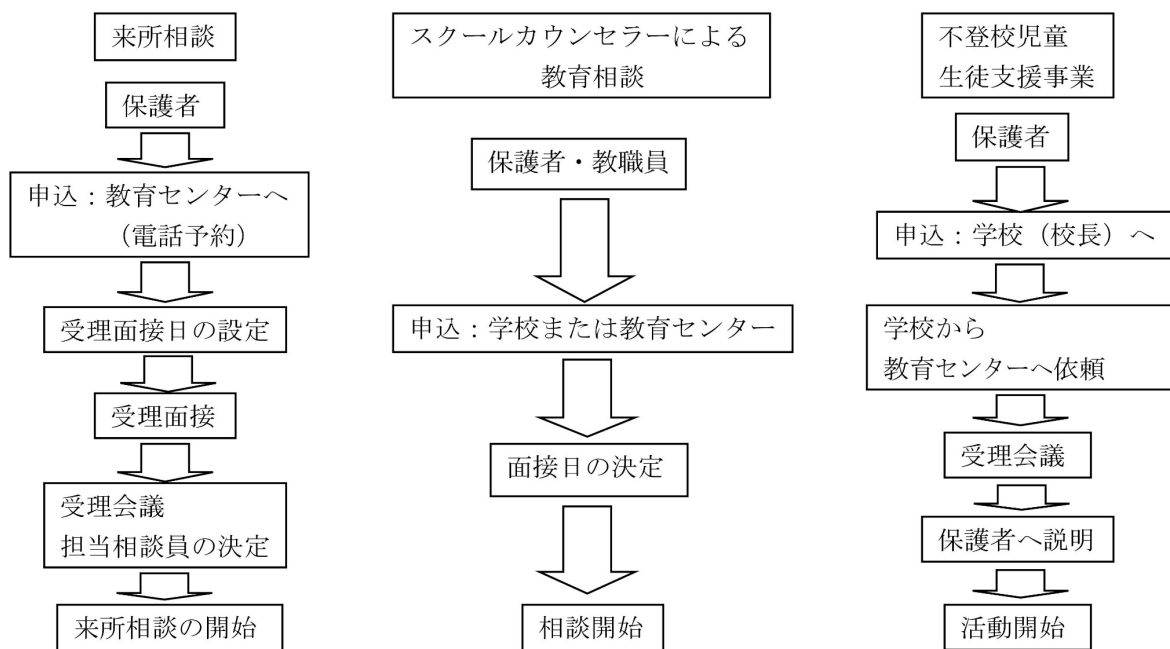 来所相談
保護者
申込：教育センターへ
（電話予約）
受理面接日の設定
受理面接
受理会議
担当相談員の決定
来所相談の開始
スクールカウンセラーによる
教育相談
保護者・教職員
申込：学校または教育センター
面接日の決定
相談開始
不登校児童
生徒支援事業
保護者
申込：学校（校長）へ
学校から
教育センターへ依頼
受理会議
保護者へ説明
活動開始